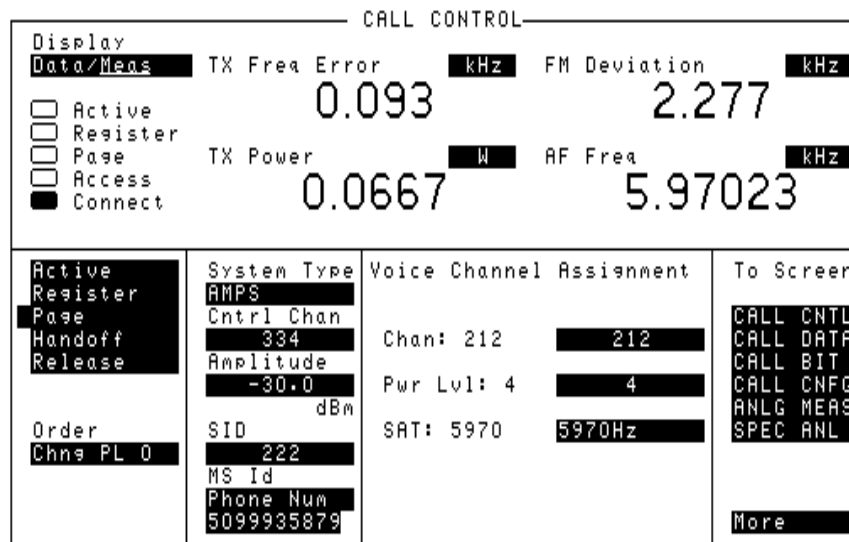 CALL CONTROL
Display
Data/Meas
TX Freq Error kHz
0.093
FM Deviation kHz
2.277
Active
Register
Page
Access
Connect
TX Power W
0.0667
AF Freq kHz
5.97023
Active
Register
Page
Handoff
Release
Order
Chng PL 0
System Type
AMPS
Cntrl Chan
334
Amplitude
-30.0
dBm
SID
222
MS Id
Phone Num
5099935879
Voice Channel Assignment
Chan: 212 212
Pwr Lvl: 4 4
SAT: 5970 5970Hz
To Screen
CALL CNTL
CALL DATA
CALL BIT
CALL CNFG
ANLG MEAS
SPEC ANL
More